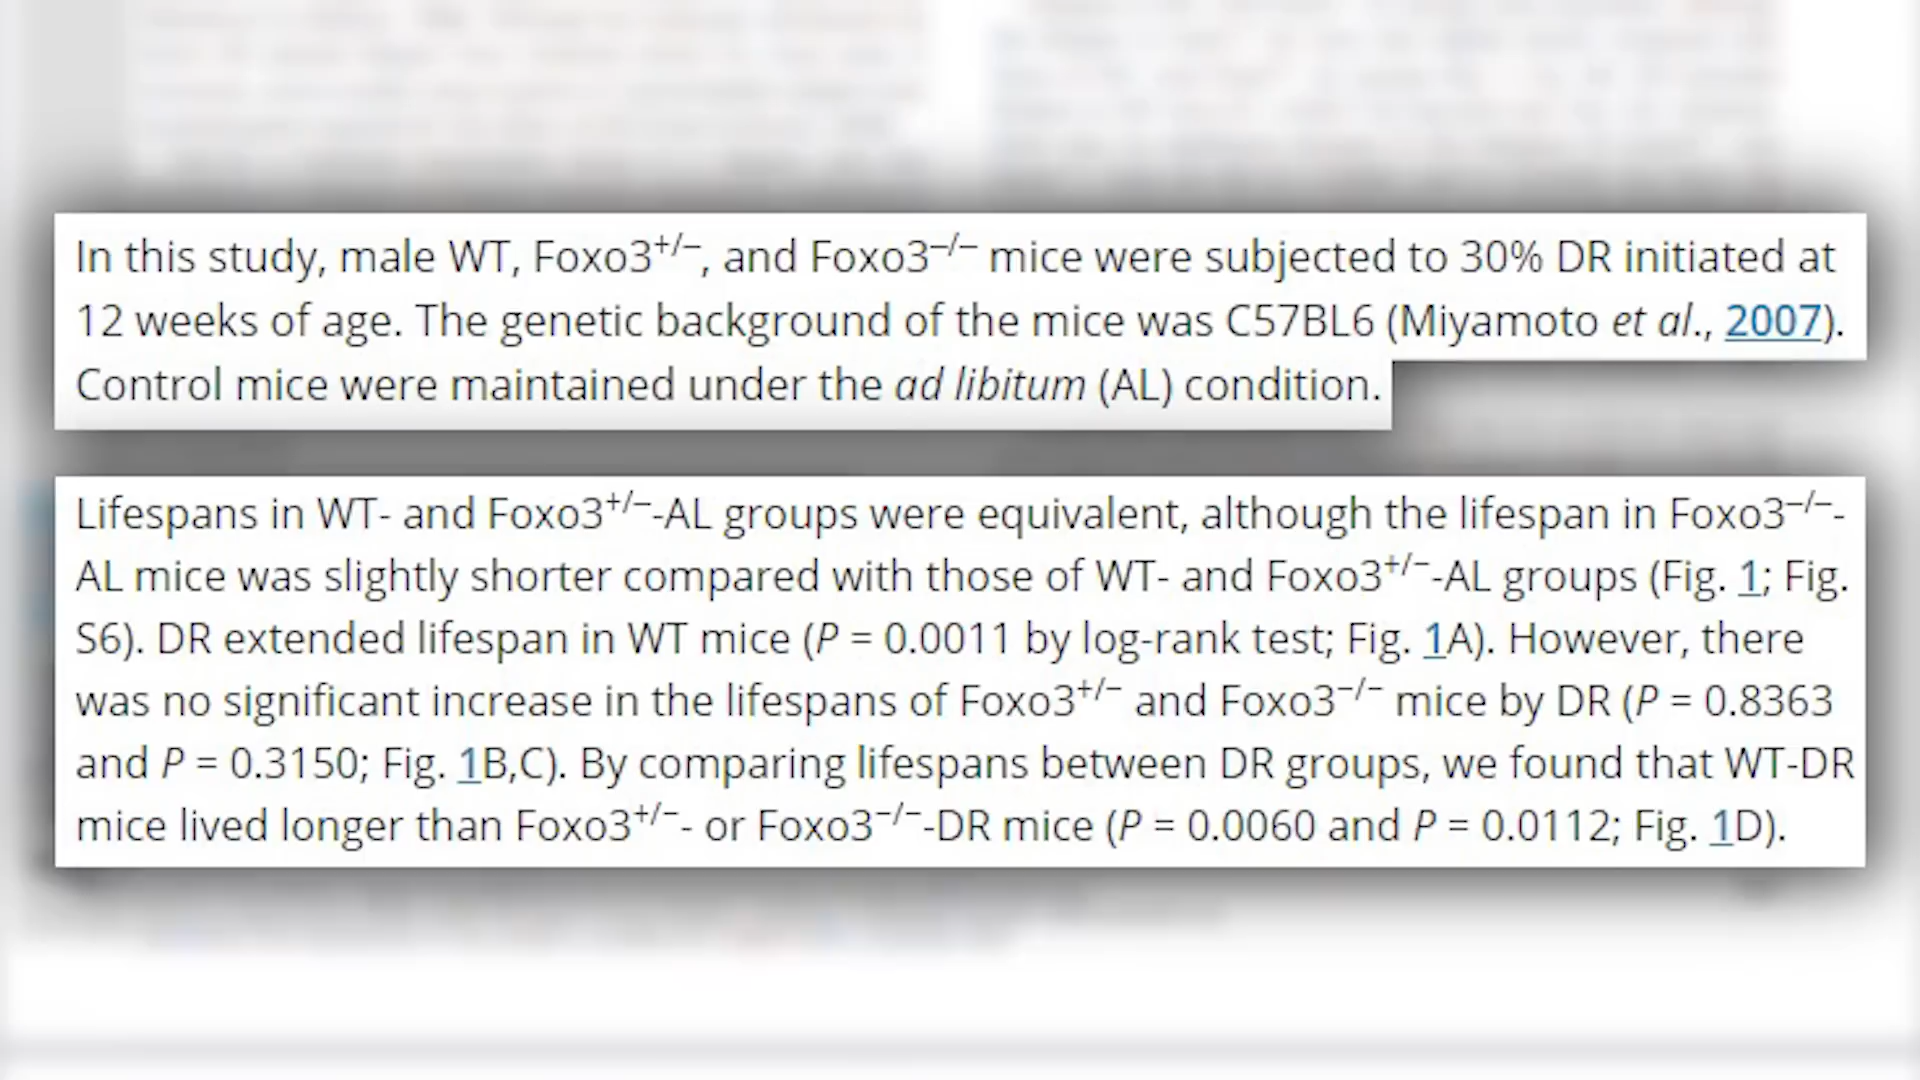 In this study, male WT, Foxo3+/−, and Foxo3−/− mice were subjected to 30% DR initiated at
12 weeks of age. The genetic background of the mice was C57BL6 (Miyamoto et al., 2007).
Control mice were maintained under the ad libitum (AL) condition.
Lifespans in WT- and Foxo3+/−-AL groups were equivalent, although the lifespan in Foxo3−/−-
AL mice was slightly shorter compared with those of WT- and Foxo3+/−-AL groups (Fig. 1; Fig.
S6). DR extended lifespan in WT mice (P = 0.0011 by log-rank test; Fig. 1A). However, there
was no significant increase in the lifespans of Foxo3+/− and Foxo3−/− mice by DR (P = 0.8363
and P = 0.3150; Fig. 1B,C). By comparing lifespans between DR groups, we found that WT-DR
mice lived longer than Foxo3+/−- or Foxo3−/−-DR mice (P = 0.0060 and P = 0.0112; Fig. 1D).